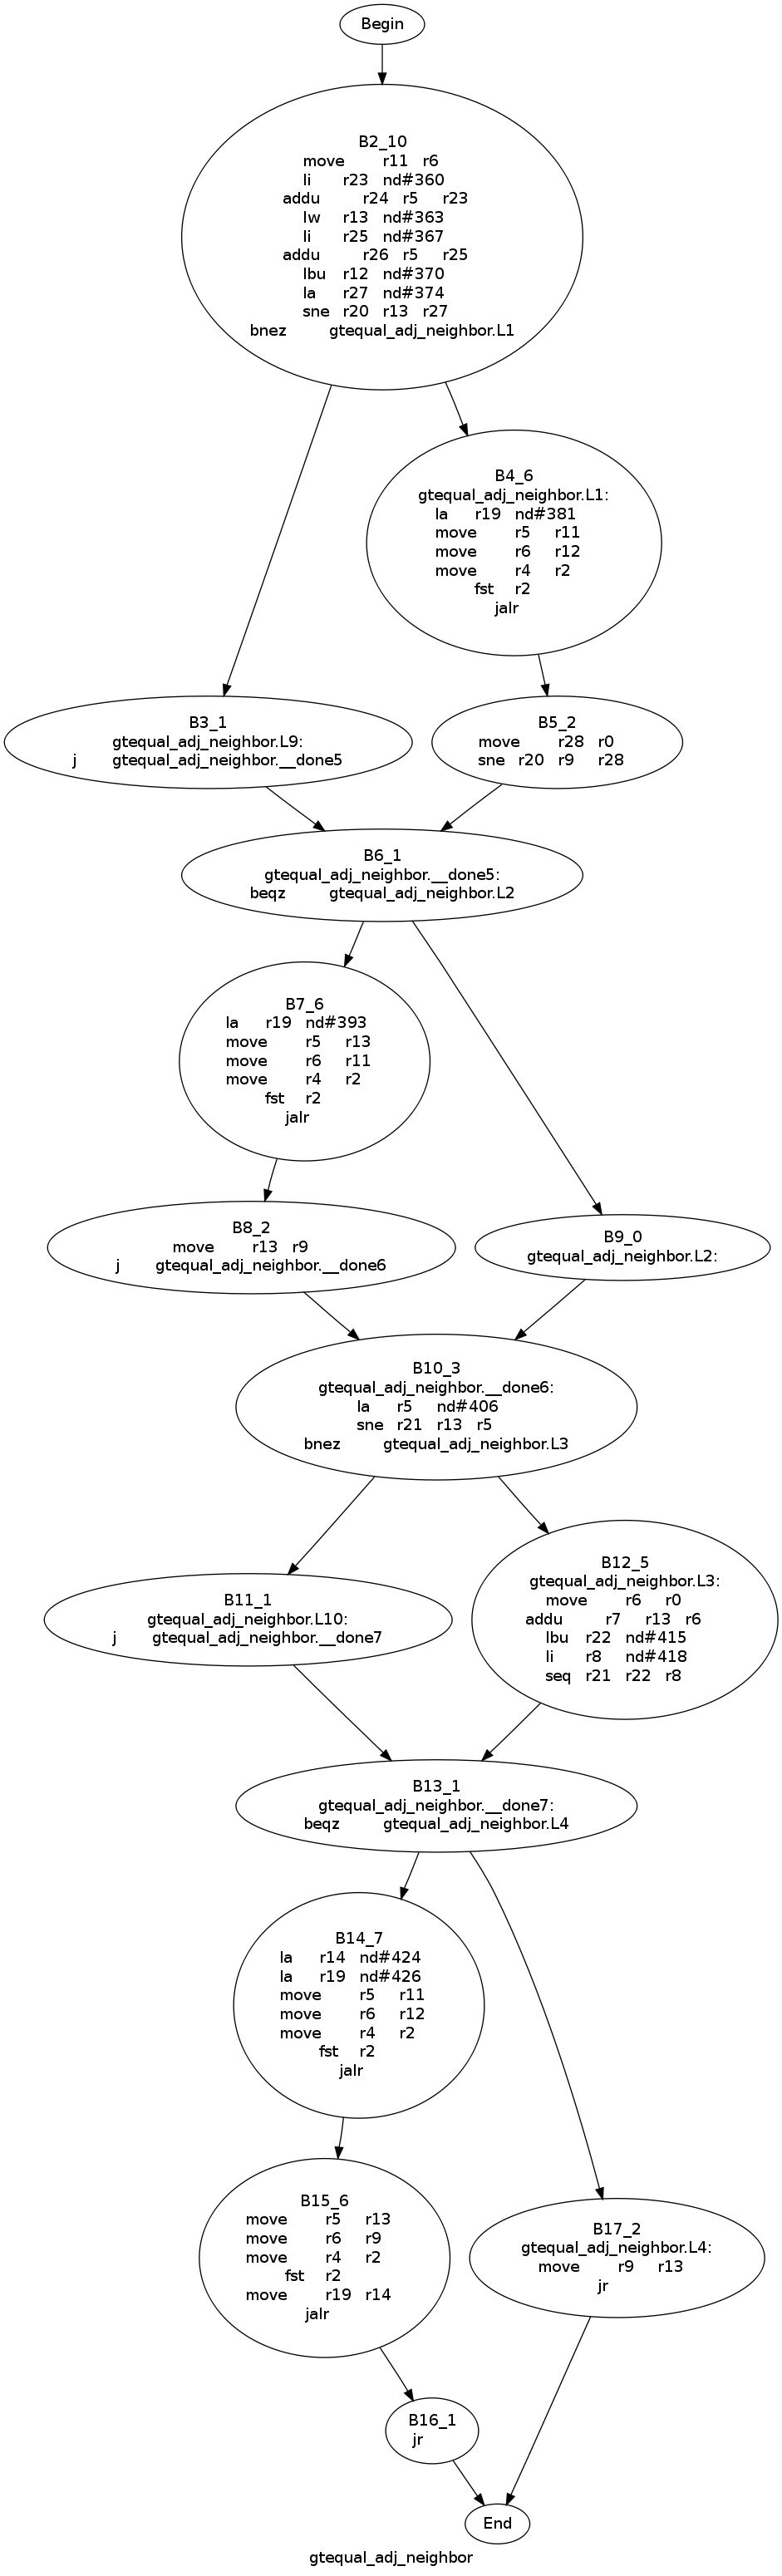 Begin
B2_10
move r11 r6
li r23 nd#360
addu r24 r5 r23
lw r13 nd#363
li r25 nd#367
addu r26 r5 r25
lbu r12 nd#370
la r27 nd#374
sne r20 r13 r27
bnez gtequal_adj_neighbor.L1
B4_6
gtequal_adj_neighbor.L1:
la r19 nd#381
move r5 r11
move r6 r12
move r4 r2
fst r2
jalr
B3_1
gtequal_adj_neighbor.L9:
j gtequal_adj_neighbor.__done5
B5_2
move r28 r0
sne r20 r9 r28
B6_1
gtequal_adj_neighbor.__done5:
beqz gtequal_adj_neighbor.L2
B7_6
la r19 nd#393
move r5 r13
move r6 r11
move r4 r2
fst r2
jalr
B8_2
move r13 r9
j gtequal_adj_neighbor.__done6
B9_0
gtequal_adj_neighbor.L2:
B10_3
gtequal_adj_neighbor.__done6:
la r5 nd#406
sne r21 r13 r5
bnez gtequal_adj_neighbor.L3
B11_1
gtequal_adj_neighbor.L10:
j gtequal_adj_neighbor.__done7
B12_5
gtequal_adj_neighbor.L3:
move r6 r0
addu r7 r13 r6
lbu r22 nd#415
li r8 nd#418
seq r21 r22 r8
B13_1
gtequal_adj_neighbor.__done7:
beqz gtequal_adj_neighbor.L4
B14_7
la r14 nd#424
la r19 nd#426
move r5 r11
move r6 r12
move r4 r2
fst r2
jalr
B15_6
move r5 r13
move r6 r9
move r4 r2
fst r2
move r19 r14
jalr
B17_2
gtequal_adj_neighbor.L4:
move r9 r13
jr
B16_1
jr
End
gtequal_adj_neighbor